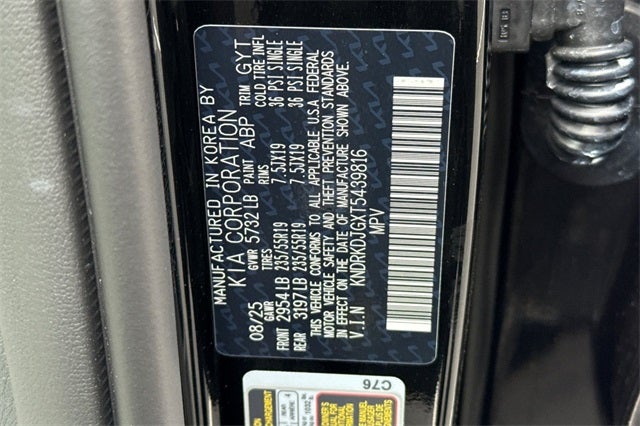 MANUFACTURED IN KOREA BY
KIA CORPORATION
08/25 GVWR 5732 LB PAINT ABP TRIM GYT
GAWR TIRES RIMS COLD TIRE INFL
FRONT 2954 LB 235/55R19 7.5JX19 36 PSI SINGLE
REAR 3197 LB 235/55R19 7.5JX19 36 PSI SINGLE
THIS VEHICLE CONFORMS TO ALL APPLICABLE U.S.A FEDERAL
MOTOR VEHICLE SAFETY AND THEFT PREVENTION STANDARDS
IN EFFECT ON THE DATE OF MANUFACTURE SHOWN ABOVE.
V.I.N KNDRKDJGXT5439816
MPV
C76